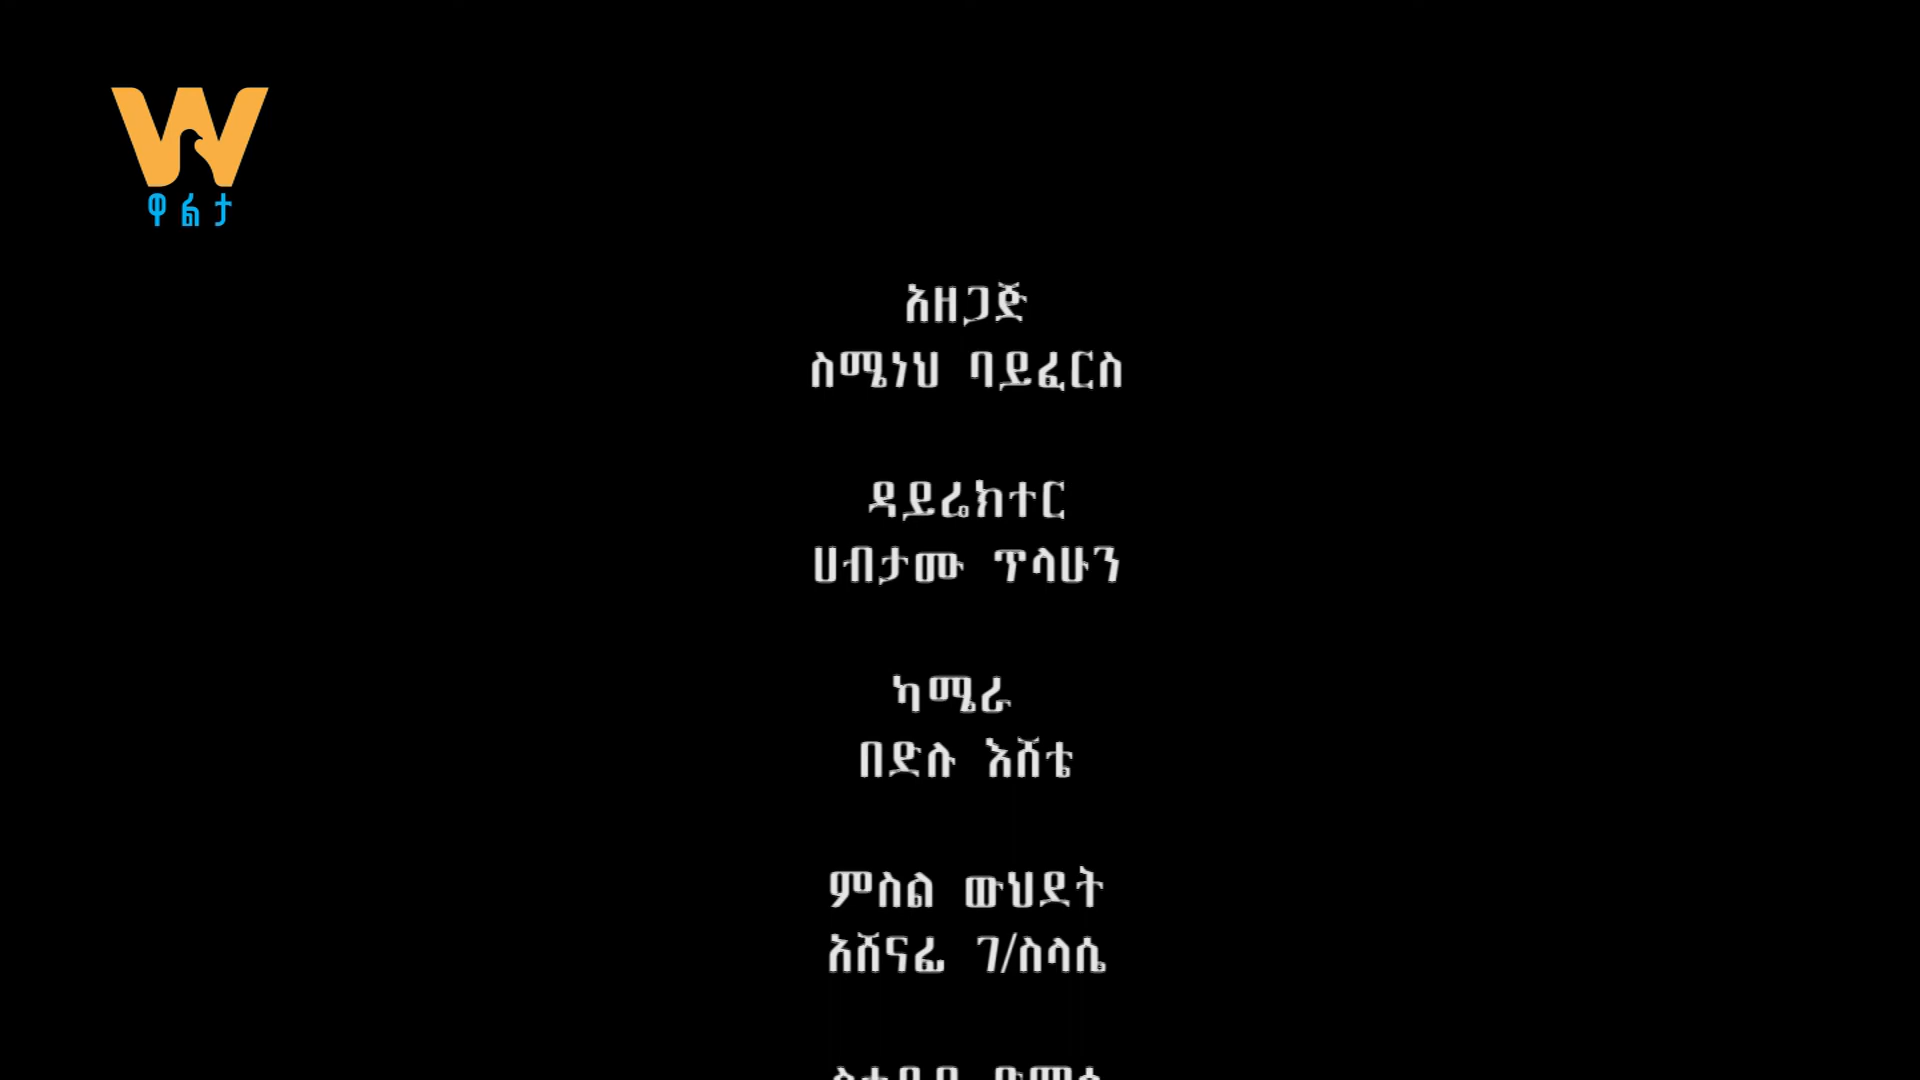 ዋልታ
አዘጋጅ
ስሜነህ ባይፈርስ
ዳይሬክተር
ሀብታሙ ጥላሁን
ካሜራ
በድሉ እሸቴ
ምስል ውህደት
አሸናፊ ገ/ስላሴ